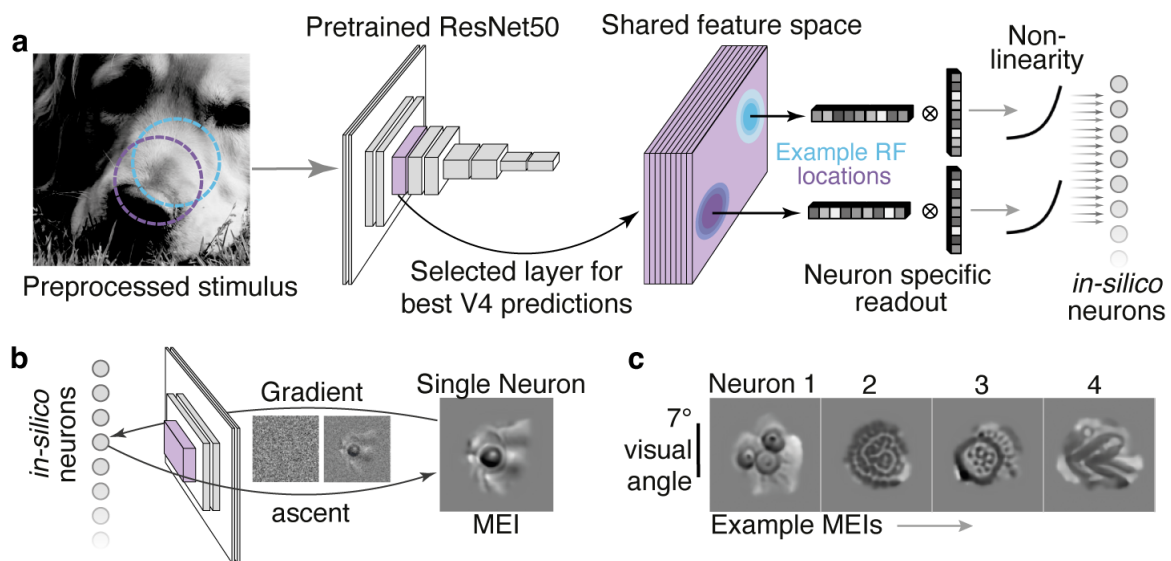 a
Preprocessed stimulus
Pretrained ResNet50
Selected layer for
best V4 predictions
Shared feature space
Example RF
locations
Neuron specific
readout
Non-
linearity
in-silico
neurons
b
in-silico
neurons
Gradient
ascent
Single Neuron
MEI
c
Neuron 1 2 3 4
7°
visual
angle
Example MEIs